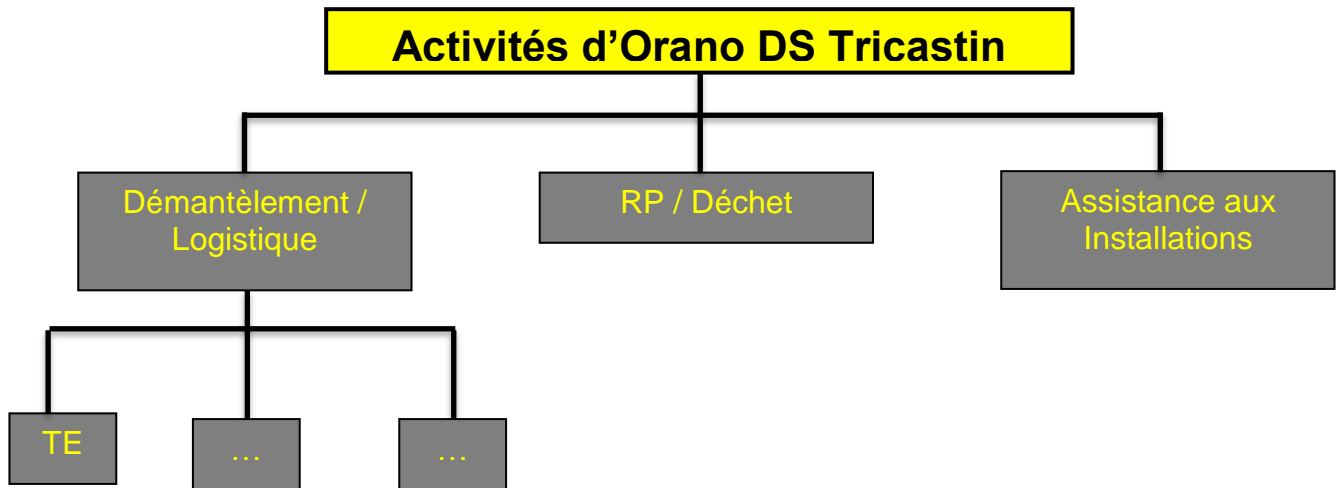 Activités d’Orano DS Tricastin
Démantèlement /
Logistique
RP / Déchet
Assistance aux
Installations
TE
…
…